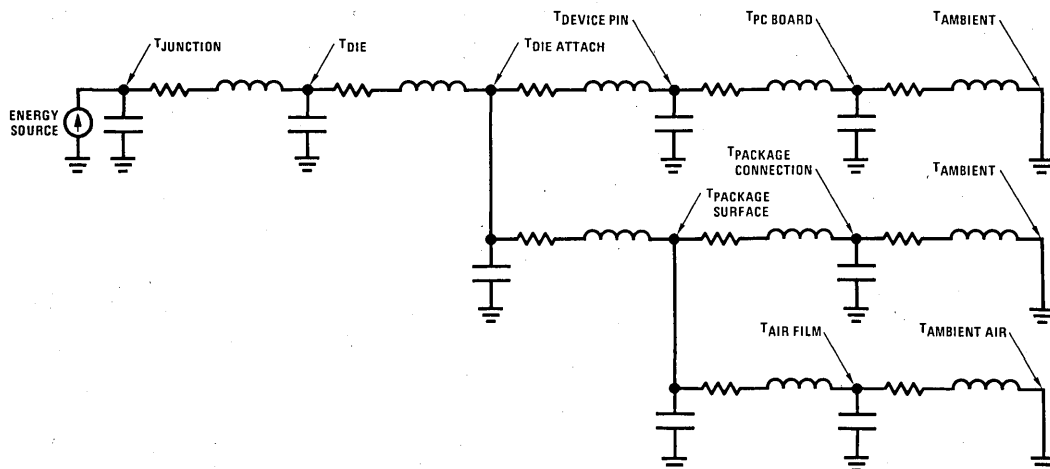 TJUNCTION
TDIE
TDEVICE PIN
TDIE ATTACH
TPC BOARD
TAMBIENT
ENERGY
SOURCE
TPACKAGE
CONNECTION
TPACKAGE
SURFACE
TAMBIENT
TAIR FILM
TAMBIENT AIR